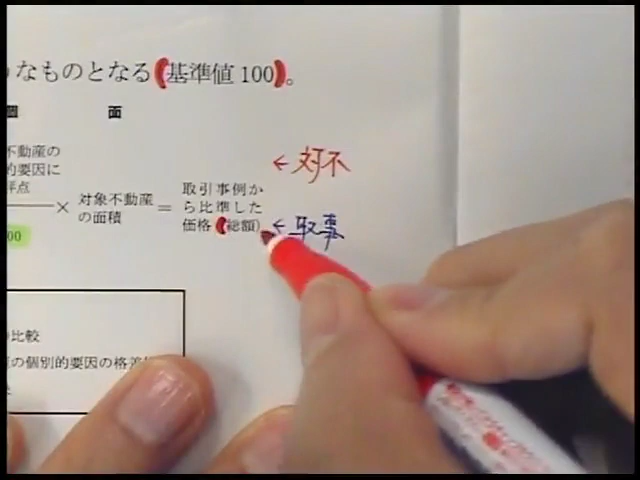 なものとなる(基準値100)。
面
不動産の
的要因に
評点
× 対象不動産の面積 = 取引事例から比準した価格(総額)
←対不
←取事
00
比較
の個別的要因の格差